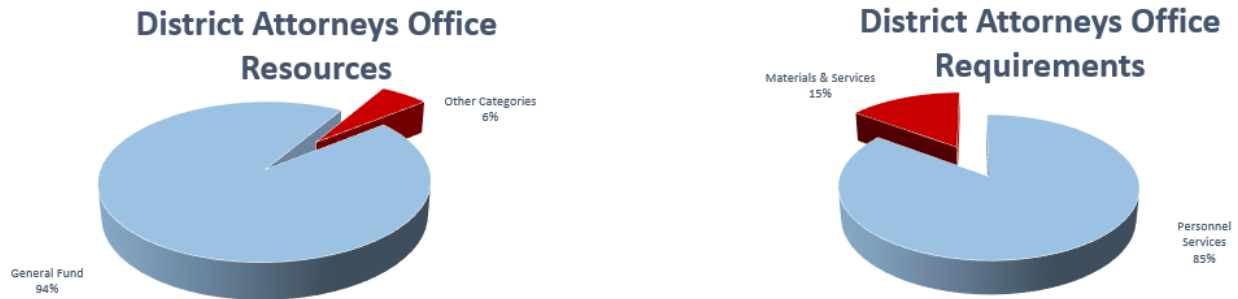 District Attorneys Office
Resources
Other Categories
6%
General Fund
94%
District Attorneys Office
Requirements
Materials & Services
15%
Personnel
Services
85%